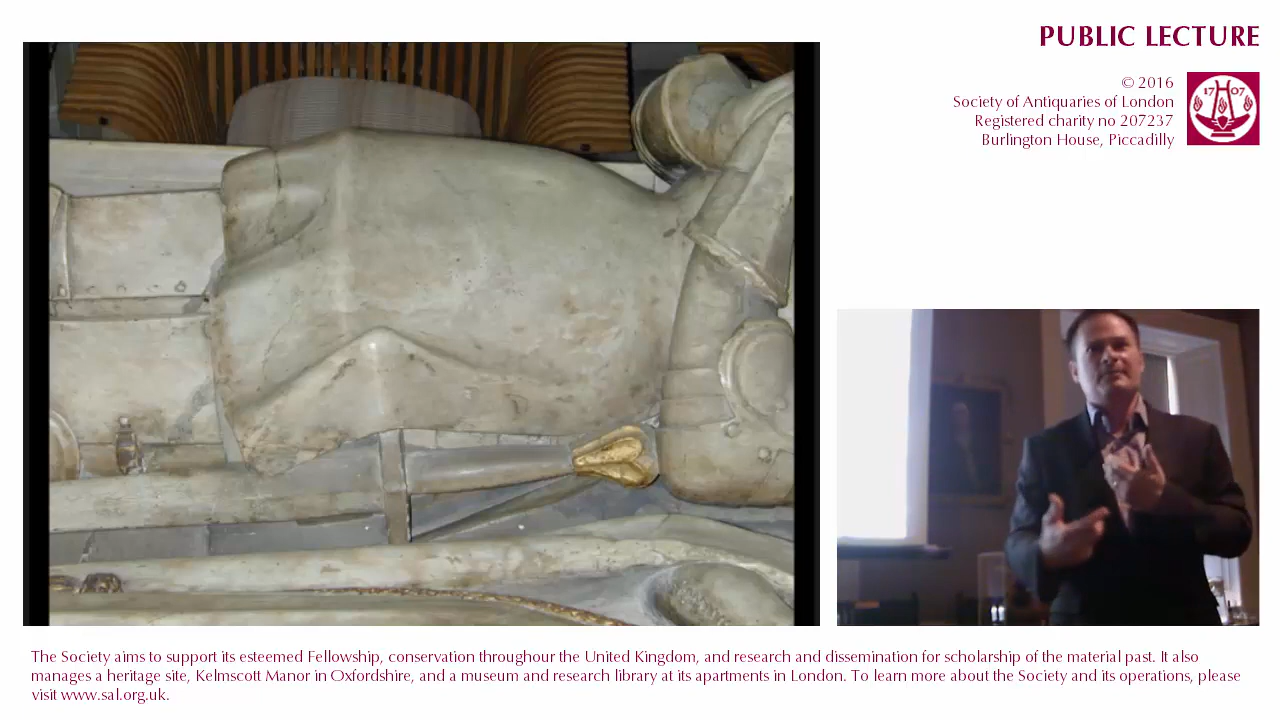 PUBLIC LECTURE
© 2016
Society of Antiquaries of London
Registered charity no 207237
Burlington House, Piccadilly
17 07
The Society aims to support its esteemed Fellowship, conservation throughour the United Kingdom, and research and dissemination for scholarship of the material past. It also
manages a heritage site, Kelmscott Manor in Oxfordshire, and a museum and research library at its apartments in London. To learn more about the Society and its operations, please
visit www.sal.org.uk.